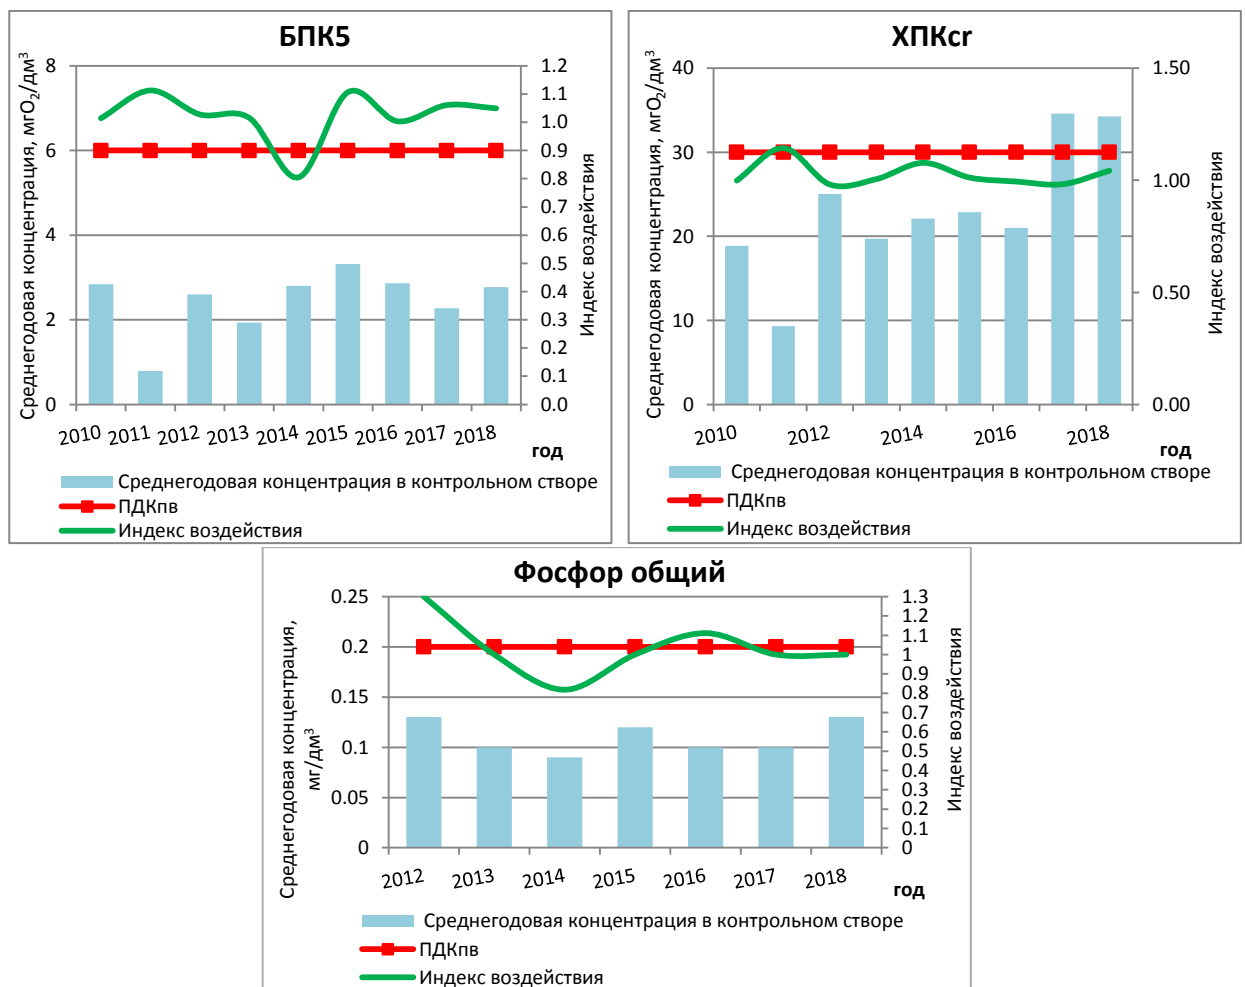 БПК5
Среднегодовая концентрация, мгО₂/дм³
8
6
4
2
0
1.2
1.1
1.0
0.9
0.8
0.7
0.6
0.5
0.4
0.3
0.2
0.1
0.0
Индекс воздействия
2010 2011 2012 2013 2014 2015 2016 2017 2018
год
Среднегодовая концентрация в контрольном створе
ПДКпв
Индекс воздействия
ХПКcr
Среднегодовая концентрация, мгО₂/дм³
40
30
20
10
0
1.50
1.00
0.50
0.00
Индекс воздействия
2010 2012 2014 2016 2018
год
Среднегодовая концентрация в контрольном створе
ПДКпв
Индекс воздействия
Фосфор общий
Среднегодовая концентрация,
мг/дм³
0.25
0.2
0.15
0.1
0.05
0
1.3
1.2
1.1
1
0.9
0.8
0.7
0.6
0.5
0.4
0.3
0.2
0.1
0
Индекс воздействия
2012 2013 2014 2015 2016 2017 2018
год
Среднегодовая концентрация в контрольном створе
ПДКпв
Индекс воздействия